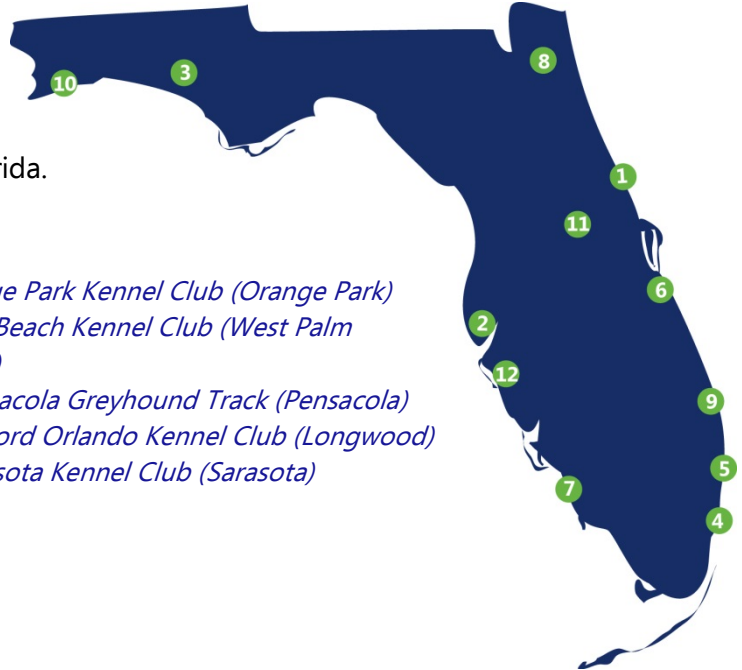 10
3
8
rida.
1
11
ge Park Kennel Club (Orange Park)
6
Beach Kennel Club (West Palm
2
)
12
acola Greyhound Track (Pensacola)
9
ord Orlando Kennel Club (Longwood)
sota Kennel Club (Sarasota)
5
7
4